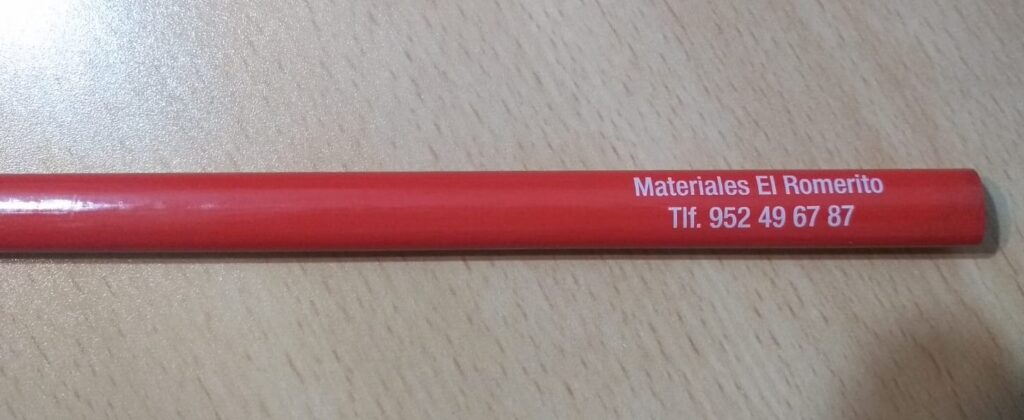 Materiales El Romerito
Tlf. 952 49 67 87